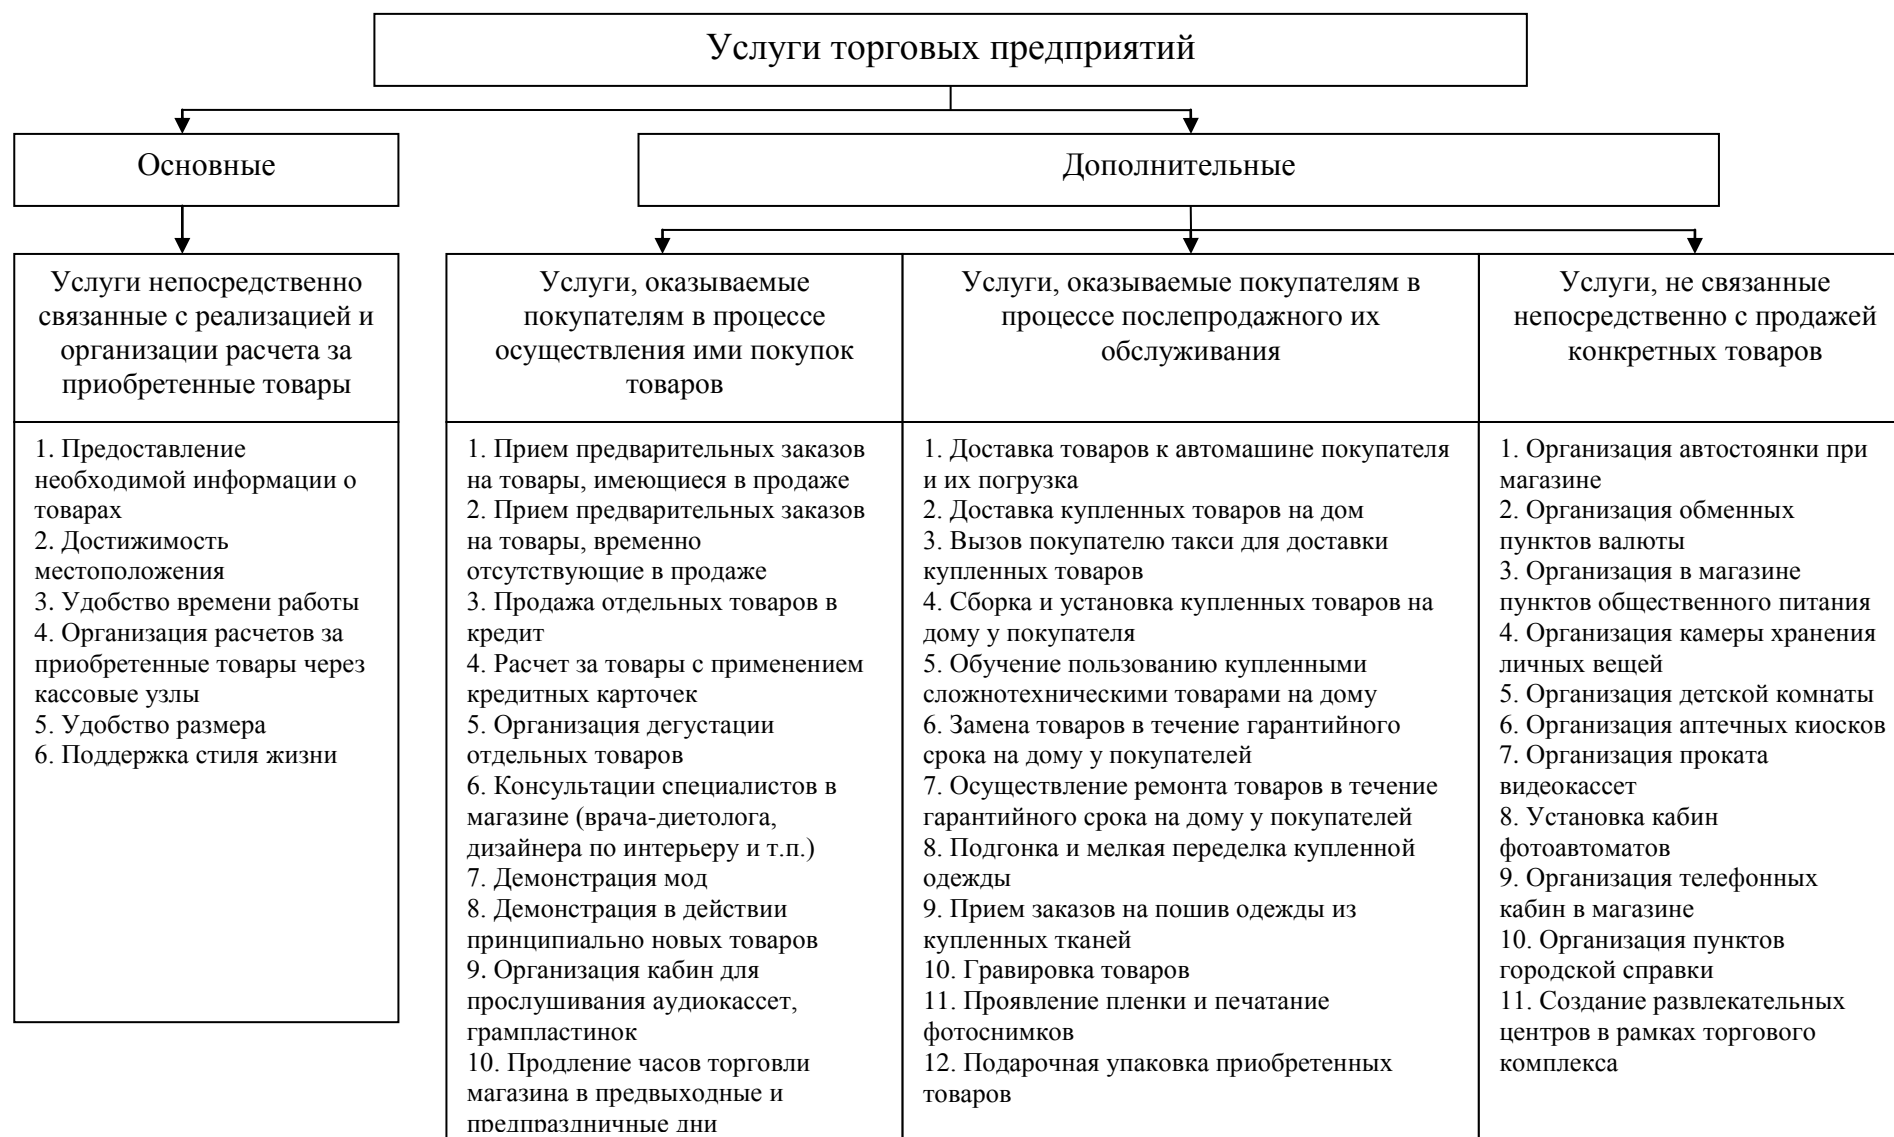 Услуги торговых предприятий
Основные
Дополнительные
Услуги непосредственно
связанные с реализацией и
организации расчета за
приобретенные товары
Услуги, оказываемые
покупателям в процессе
осуществления ими покупок
товаров
Услуги, оказываемые покупателям в
процессе послепродажного их
обслуживания
Услуги, не связанные
непосредственно с продажей
конкретных товаров
1. Предоставление
необходимой информации о
товарах
2. Достижимость
местоположения
3. Удобство времени работы
4. Организация расчетов за
приобретенные товары через
кассовые узлы
5. Удобство размера
6. Поддержка стиля жизни
1. Прием предварительных заказов
на товары, имеющиеся в продаже
2. Прием предварительных заказов
на товары, временно
отсутствующие в продаже
3. Продажа отдельных товаров в
кредит
4. Расчет за товары с применением
кредитных карточек
5. Организация дегустации
отдельных товаров
6. Консультации специалистов в
магазине (врача-диетолога,
дизайнера по интерьеру и т.п.)
7. Демонстрация мод
8. Демонстрация в действии
принципиально новых товаров
9. Организация кабин для
прослушивания аудиокассет,
грампластинок
10. Продление часов торговли
магазина в предвыходные и
предпраздничные дни
1. Доставка товаров к автомашине покупателя
и их погрузка
2. Доставка купленных товаров на дом
3. Вызов покупателю такси для доставки
купленных товаров
4. Сборка и установка купленных товаров на
дому у покупателя
5. Обучение пользованию купленными
сложнотехническими товарами на дому
6. Замена товаров в течение гарантийного
срока на дому у покупателей
7. Осуществление ремонта товаров в течение
гарантийного срока на дому у покупателей
8. Подгонка и мелкая переделка купленной
одежды
9. Прием заказов на пошив одежды из
купленных тканей
10. Гравировка товаров
11. Проявление пленки и печатание
фотоснимков
12. Подарочная упаковка приобретенных
товаров
1. Организация автостоянки при
магазине
2. Организация обменных
пунктов валюты
3. Организация в магазине
пунктов общественного питания
4. Организация камеры хранения
личных вещей
5. Организация детской комнаты
6. Организация аптечных киосков
7. Организация проката
видеокассет
8. Установка кабин
фотоавтоматов
9. Организация телефонных
кабин в магазине
10. Организация пунктов
городской справки
11. Создание развлекательных
центров в рамках торгового
комплекса